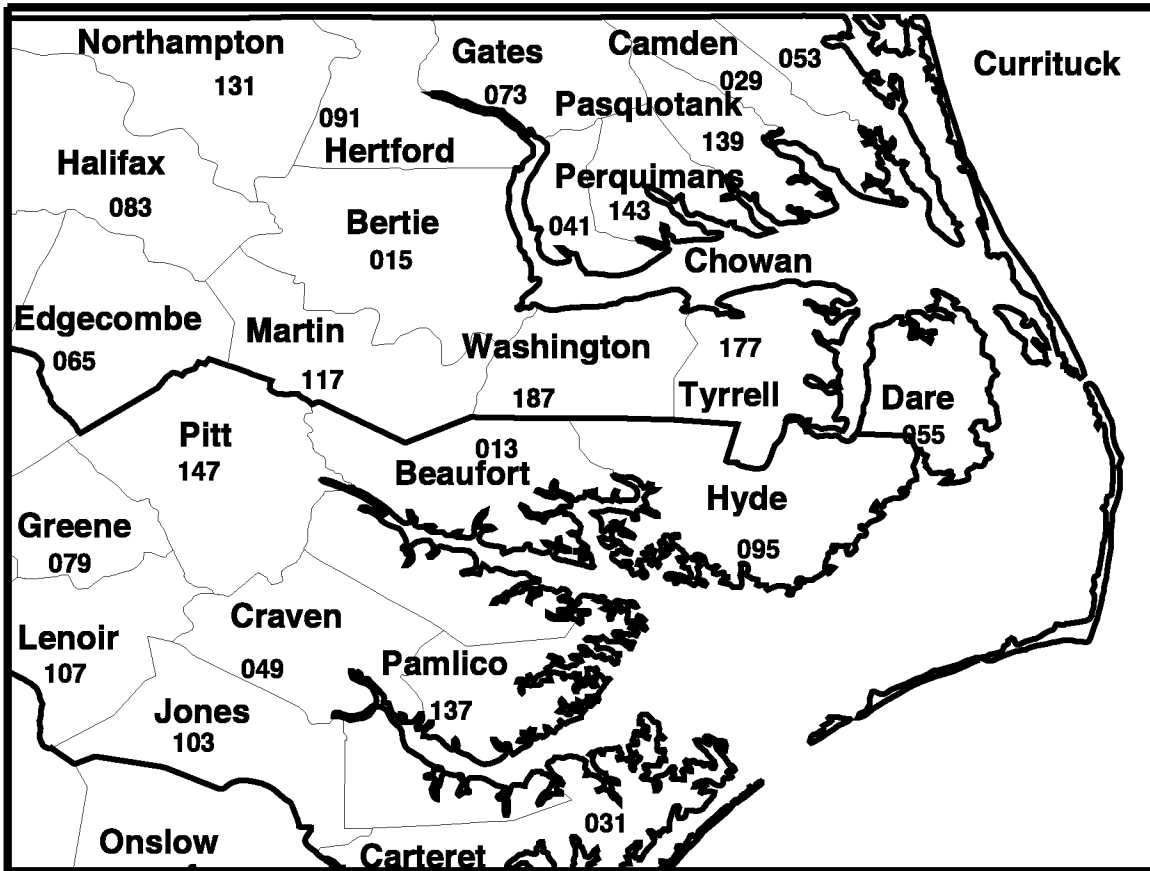 Northampton
131
Gates
073
Camden
029
053
Currituck
091
Hertford
Pasquotank
139
Halifax
083
Perquimans
143
041
Bertie
015
Chowan
Edgecombe
065
Martin
117
Washington
187
177
Tyrrell
Dare
055
Pitt
147
013
Beaufort
Hyde
095
Greene
079
Craven
049
Lenoir
107
Pamlico
137
Jones
103
031
Onslow
Carteret